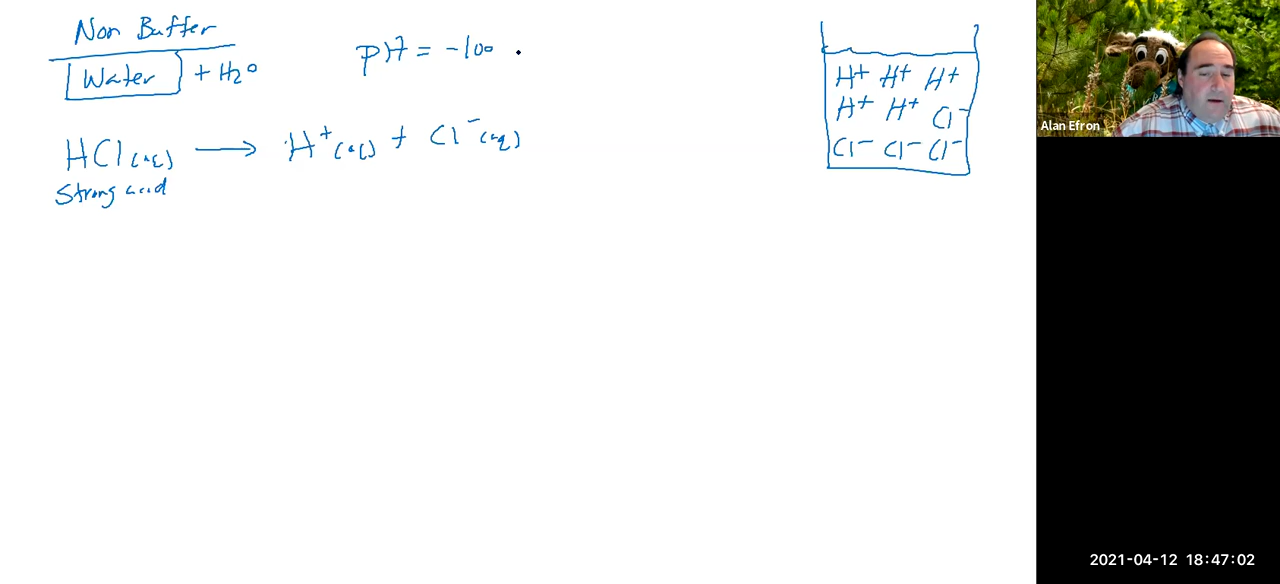 Non Buffer
Water + H2O
pH = -log
HCl(aq) → H+(aq) + Cl-(aq)
Strong acid
H+ H+ H+
H+ H+ Cl-
Cl- Cl- Cl-
Alan Efron
2021-04-12 18:47:02